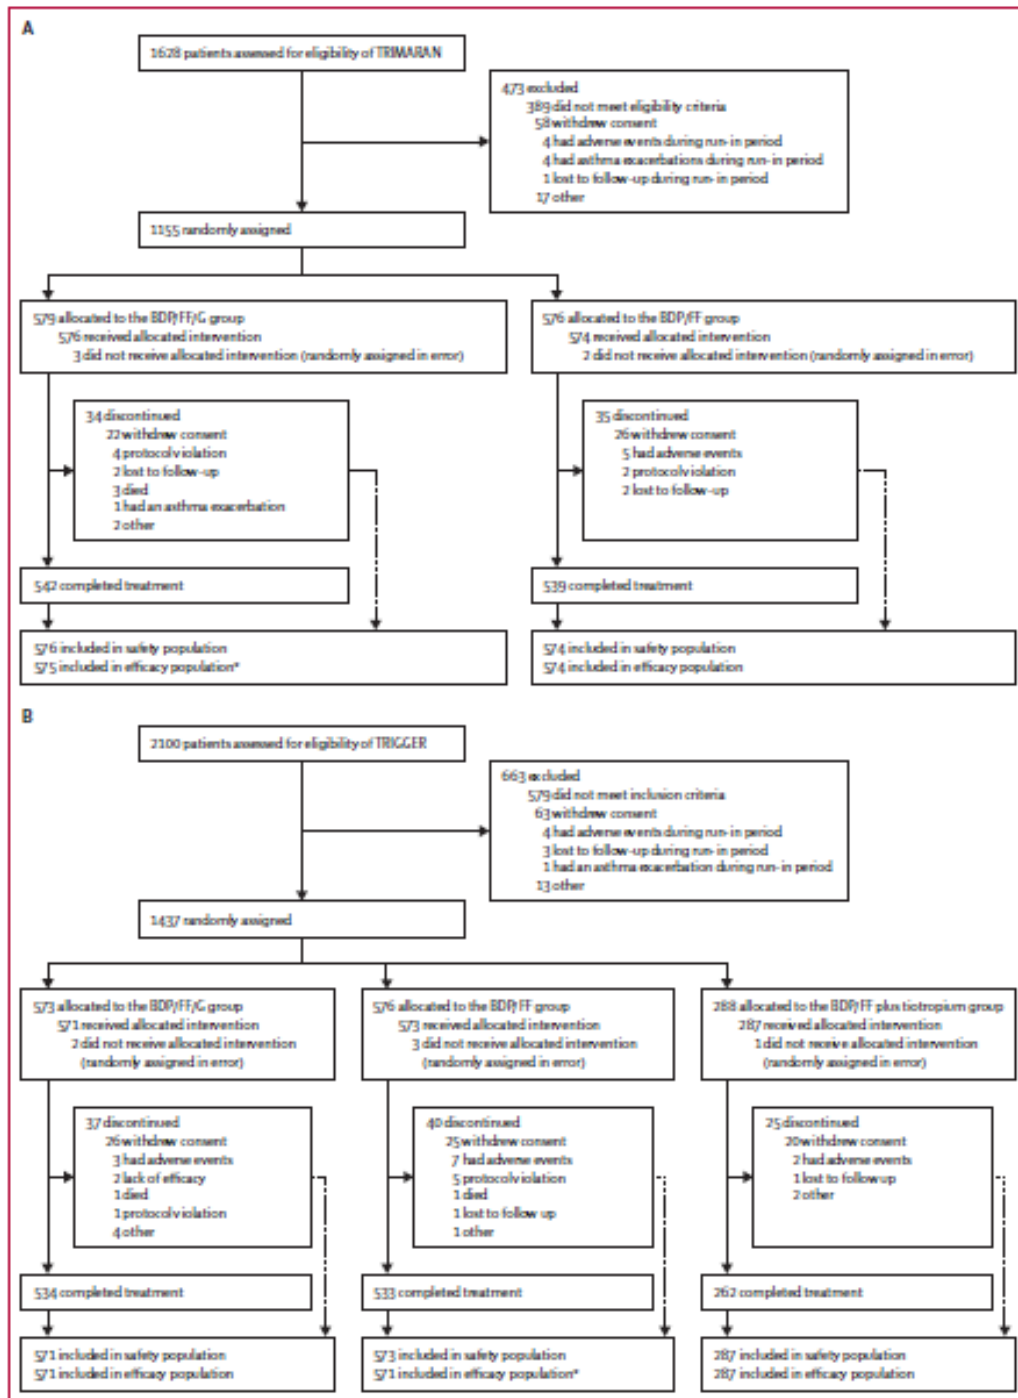 A
1628 patients assessed for eligibility of TRIMARAN
473 excluded
389 did not meet eligibility criteria
58 withdrew consent
4 had adverse events during run-in period
4 had asthma exacerbations during run-in period
1 lost to follow-up during run-in period
17 other
1155 randomly assigned
579 allocated to the BDP/FF/G group
576 received allocated intervention
3 did not receive allocated intervention (randomly assigned in error)
576 allocated to the BDP/FF group
574 received allocated intervention
2 did not receive allocated intervention (randomly assigned in error)
34 discontinued
22 withdrew consent
4 protocol violation
2 lost to follow-up
3 died
1 had an asthma exacerbation
2 other
35 discontinued
26 withdrew consent
5 had adverse events
2 protocol violation
2 lost to follow-up
542 completed treatment
539 completed treatment
576 included in safety population
575 included in efficacy population*
574 included in safety population
574 included in efficacy population
B
2100 patients assessed for eligibility of TRIGGER
663 excluded
579 did not meet inclusion criteria
63 withdrew consent
4 had adverse events during run-in period
3 lost to follow-up during run-in period
1 had an asthma exacerbation during run-in period
13 other
1437 randomly assigned
573 allocated to the BDP/FF/G group
571 received allocated intervention
2 did not receive allocated intervention
(randomly assigned in error)
576 allocated to the BDP/FF group
573 received allocated intervention
3 did not receive allocated intervention
(randomly assigned in error)
288 allocated to the BDP/FF plus tiotropium group
287 received allocated intervention
1 did not receive allocated intervention
(randomly assigned in error)
37 discontinued
26 withdrew consent
3 had adverse events
2 lack of efficacy
1 died
1 protocol violation
4 other
40 discontinued
25 withdrew consent
7 had adverse events
5 protocol violation
1 died
1 lost to follow up
1 other
25 discontinued
20 withdrew consent
2 had adverse events
1 lost to follow up
2 other
534 completed treatment
533 completed treatment
262 completed treatment
571 included in safety population
571 included in efficacy population
573 included in safety population
571 included in efficacy population*
287 included in safety population
287 included in efficacy population